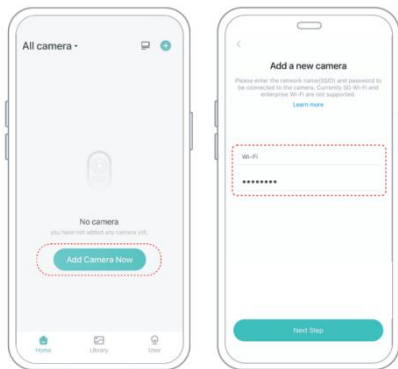 All camera
No camera
you have not added any camera yet.
Add Camera Now
Home
Library
User
Add a new camera
Please enter the network name(SSID) and password to
be connected to the camera. Currently 5G Wi-Fi and
enterprise Wi-Fi are not supported.
Learn more
Wi-Fi
••••••••
Next Step